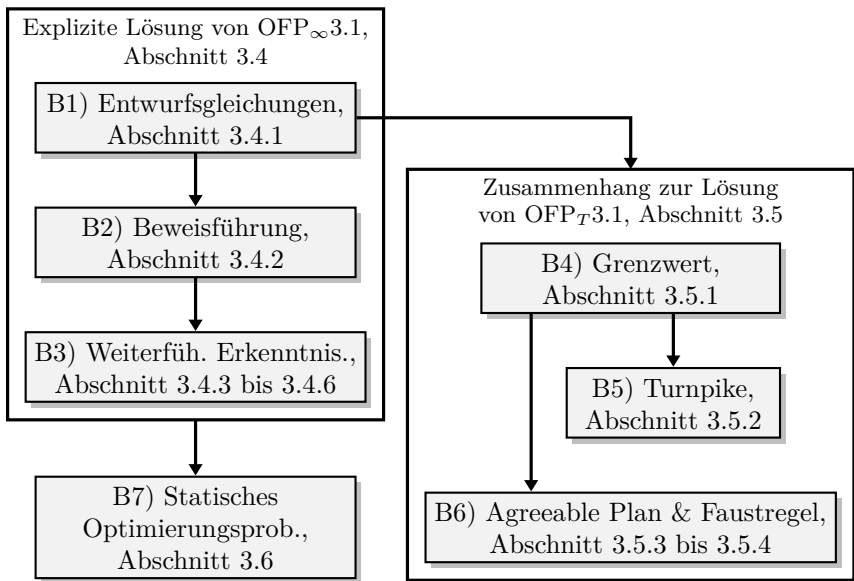 Explizite Lösung von OFP∞3.1,
Abschnitt 3.4
B1) Entwurfsgleichungen,
Abschnitt 3.4.1
B2) Beweisführung,
Abschnitt 3.4.2
B3) Weiterfüh. Erkenntnis.,
Abschnitt 3.4.3 bis 3.4.6
B7) Statisches
Optimierungsprob.,
Abschnitt 3.6
Zusammenhang zur Lösung
von OFPT3.1, Abschnitt 3.5
B4) Grenzwert,
Abschnitt 3.5.1
B5) Turnpike,
Abschnitt 3.5.2
B6) Agreeable Plan & Faustregel,
Abschnitt 3.5.3 bis 3.5.4